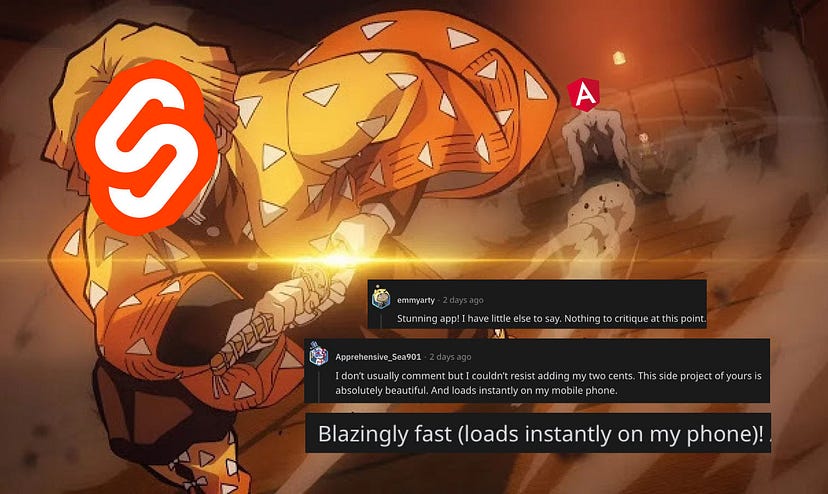 A
emmyarty · 2 days ago
Stunning app! I have little else to say. Nothing to critique at this point.
Apprehensive_Sea901 · 2 days ago
I don't usually comment but I couldn't resist adding my two cents. This side project of yours is
absolutely beautiful. And loads instantly on my mobile phone.
Blazingly fast (loads instantly on my phone)!